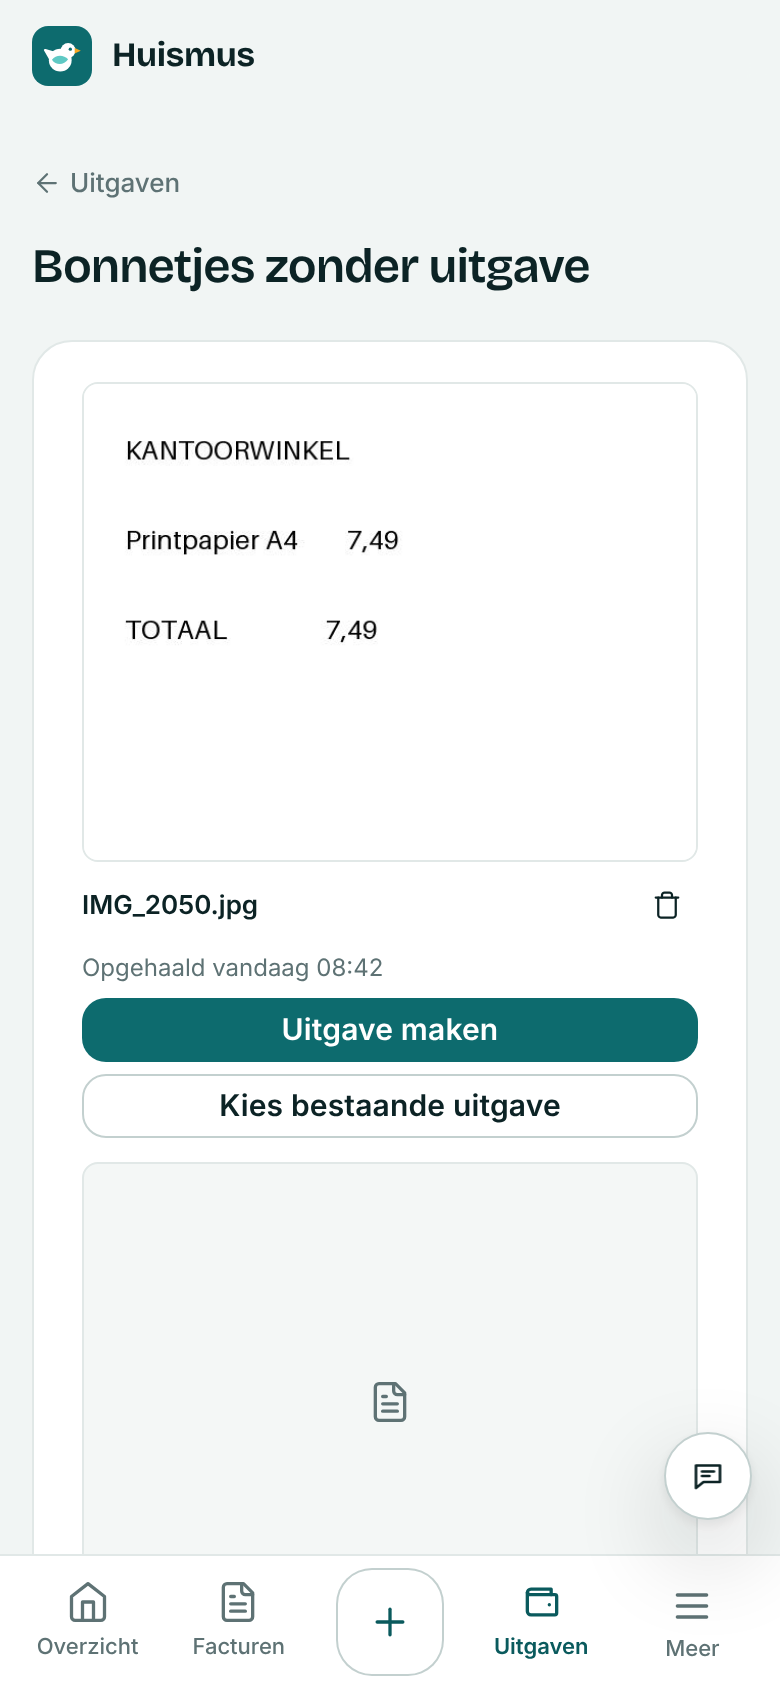 Huismus
Uitgaven
Bonnetjes zonder uitgave
KANTOORWINKEL
Printpapier A4 7,49
TOTAAL 7,49
IMG_2050.jpg
Opgehaald vandaag 08:42
Uitgave maken
Kies bestaande uitgave
Overzicht Facturen Uitgaven Meer